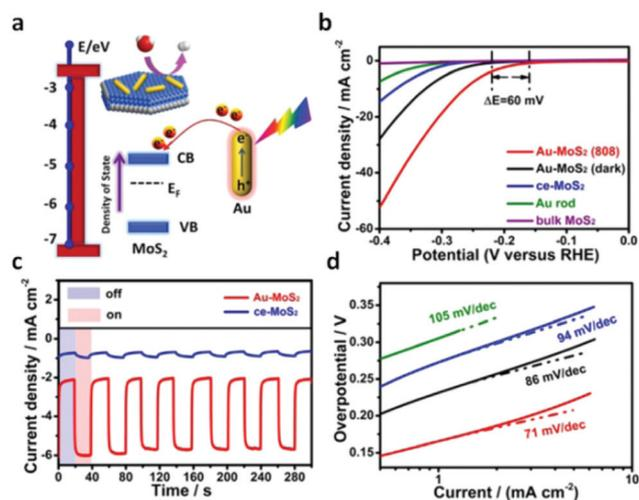 a
E/eV
-3
-4
-5
-6
-7
Density of State
CB
E_F
VB
MoS₂
e⁻
e⁻
e⁻
e⁻
e⁻
h⁺
Au
b
Current density / mA cm⁻²
0
-20
-40
-60
ΔE=60 mV
Au-MoS₂ (808)
Au-MoS₂ (dark)
ce-MoS₂
Au rod
bulk MoS₂
-0.4 -0.3 -0.2 -0.1 0.0
Potential (V versus RHE)
c
Current density / mA cm⁻²
2
0
-2
-4
-6
off
on
Au-MoS₂
ce-MoS₂
0 40 80 120 160 200 240 280
Time / s
d
Overpotential / V
0.35
0.30
0.25
0.20
0.15
105 mV/dec
94 mV/dec
86 mV/dec
71 mV/dec
1 10
Current / (mA cm⁻²)